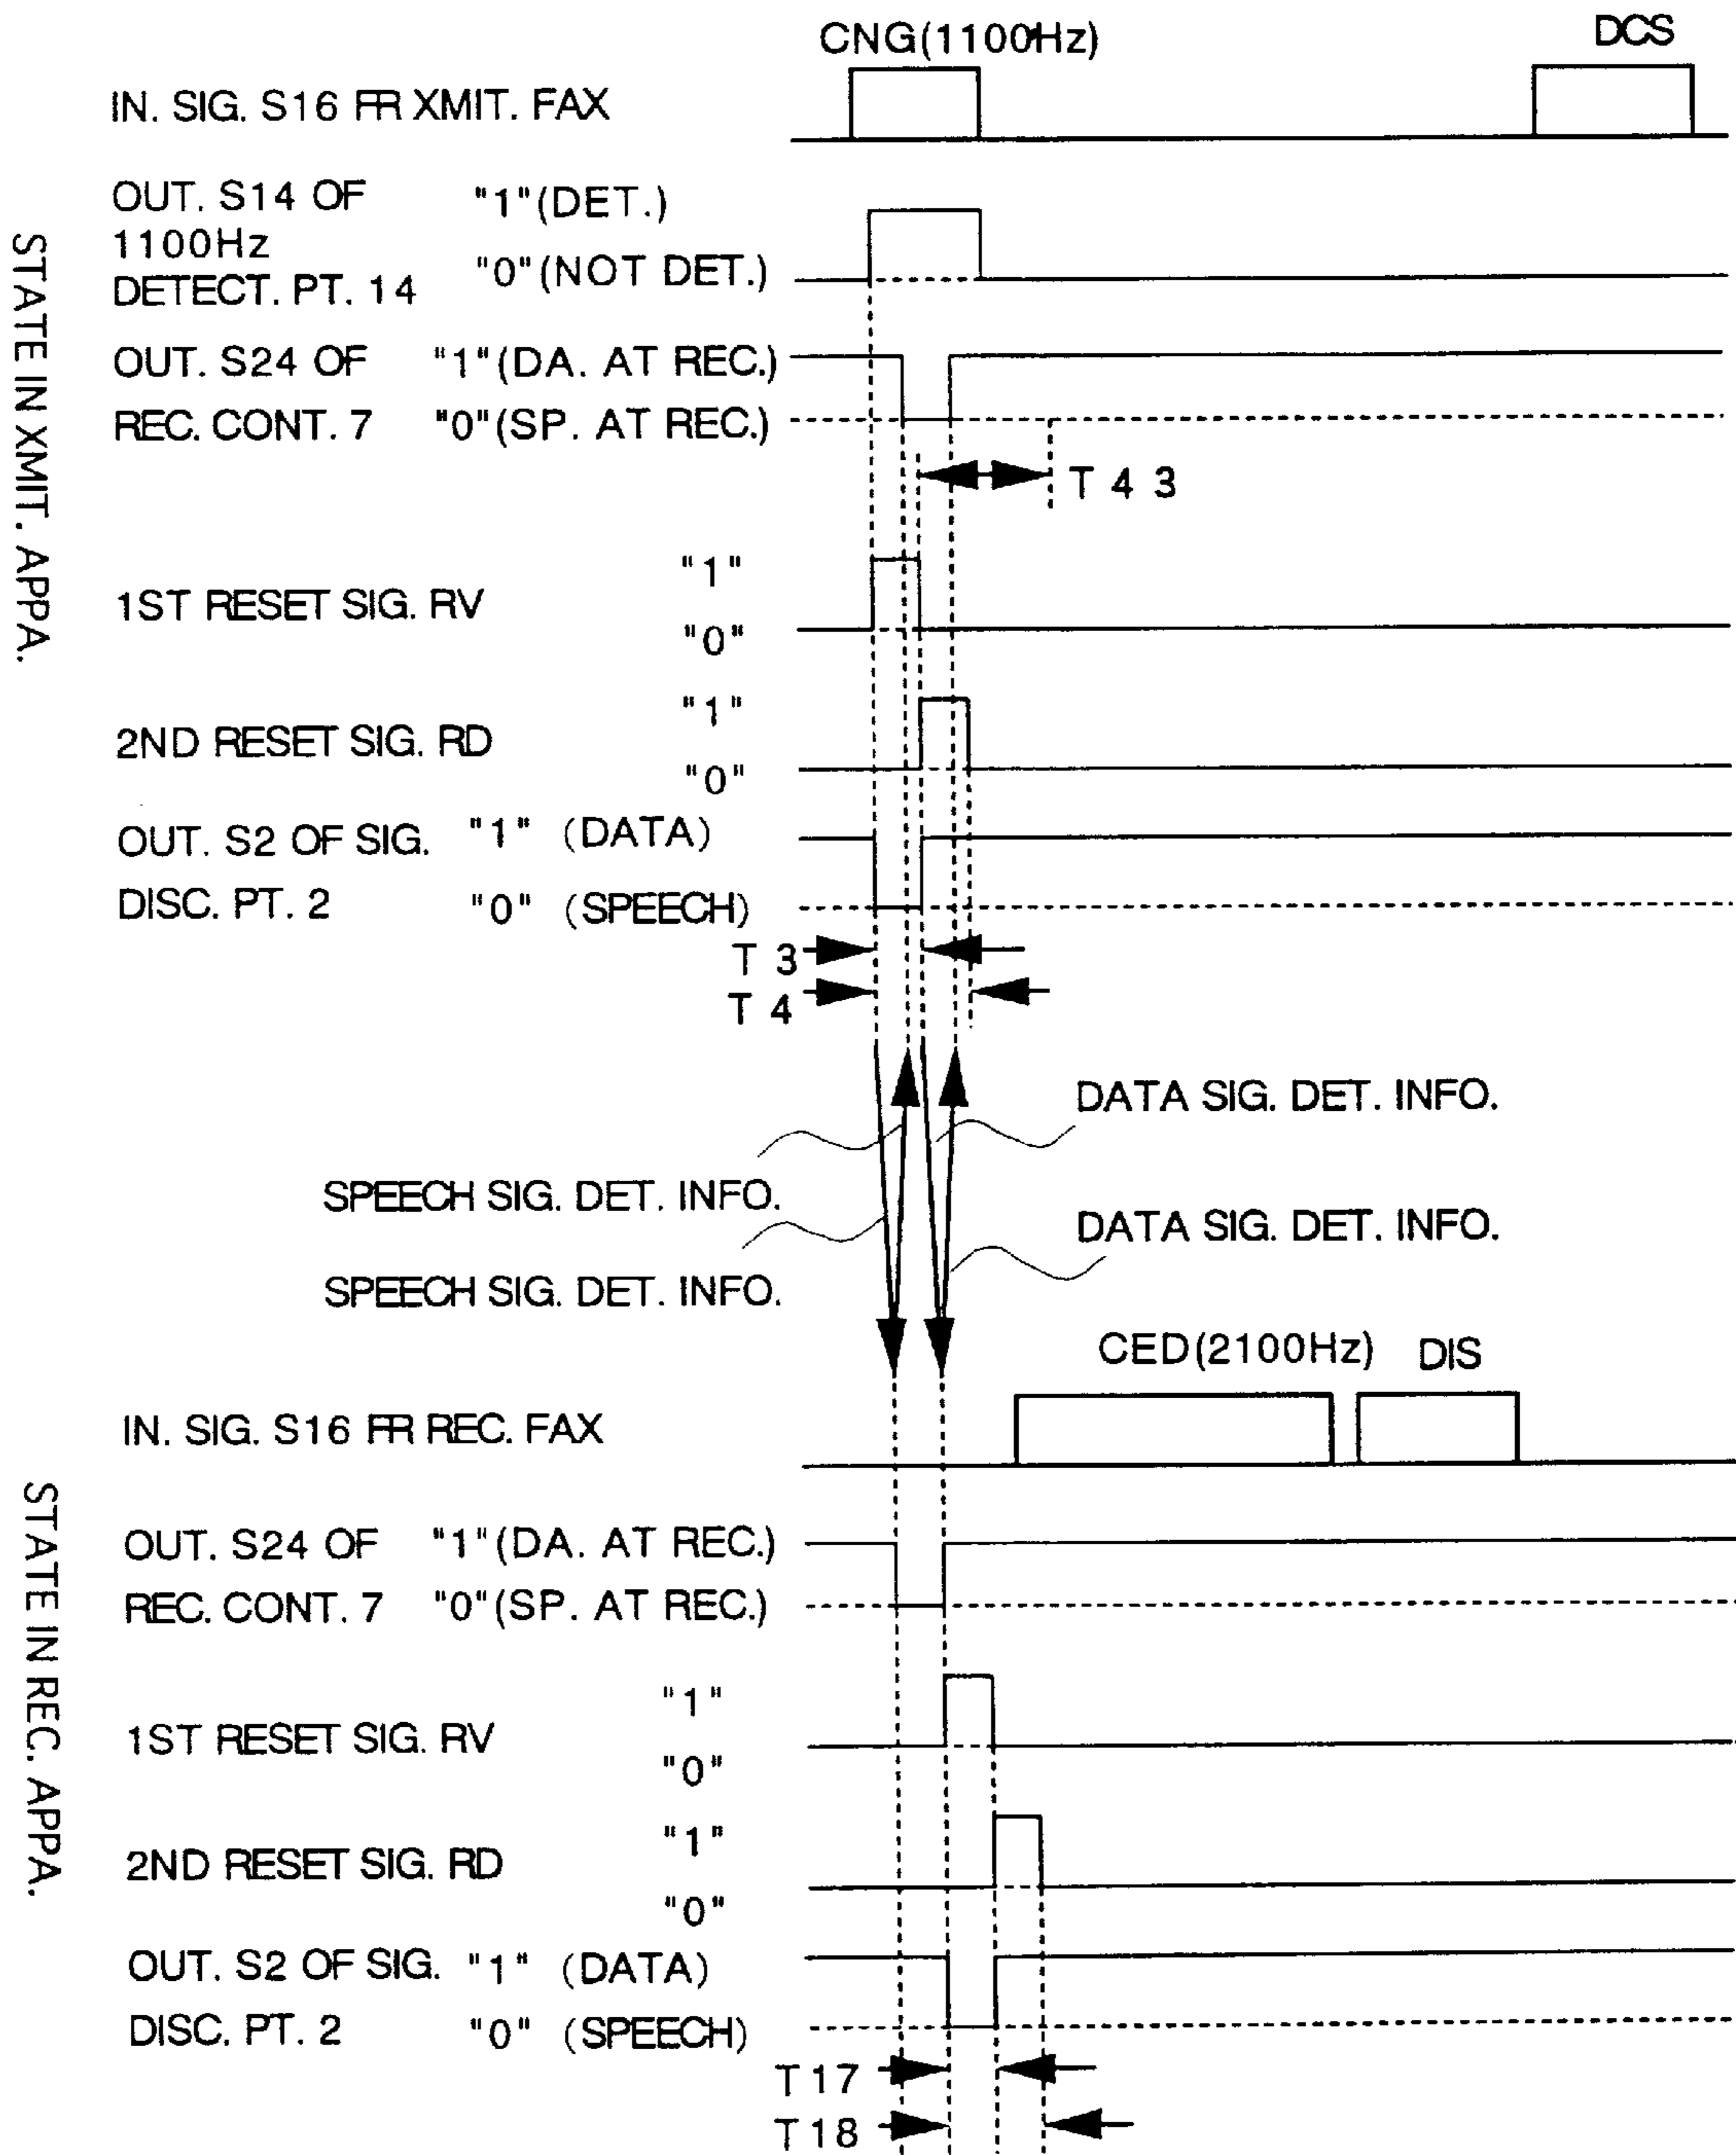 CNG(1100Hz)
DCS
IN. SIG. S16 FR XMIT. FAX
OUT. S14 OF "1"(DET.)
1100Hz
DETECT. PT. 14 "0"(NOT DET.)
OUT. S24 OF "1"(DA. AT REC.)
REC. CONT. 7 "0"(SP. AT REC.)
T 4 3
"1"
1ST RESET SIG. RV
"0"
"1"
2ND RESET SIG. RD
"0"
OUT. S2 OF SIG. "1" (DATA)
DISC. PT. 2 "0" (SPEECH)
T 3
T 4
STATE IN XMIT. APPA.
DATA SIG. DET. INFO.
SPEECH SIG. DET. INFO.
DATA SIG. DET. INFO.
SPEECH SIG. DET. INFO.
CED(2100Hz) DIS
IN. SIG. S16 FR REC. FAX
OUT. S24 OF "1"(DA. AT REC.)
REC. CONT. 7 "0"(SP. AT REC.)
"1"
1ST RESET SIG. RV
"0"
"1"
2ND RESET SIG. RD
"0"
OUT. S2 OF SIG. "1" (DATA)
DISC. PT. 2 "0" (SPEECH)
T17
T18
STATE IN REC. APPA.